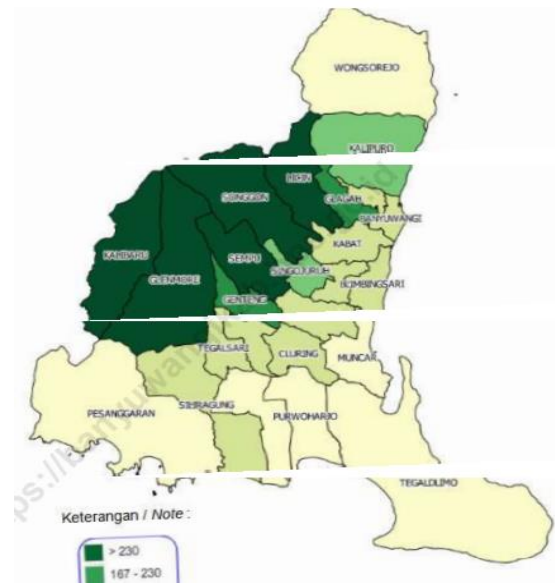 WONGSOREJO
KALIPURO
LICIN
SONGGON
GLAGAH
BANYUWANGI
KABAT
KALIBARU
SEMPU
SINGOJURUH
GLENMORE
BLIMBINGSARI
GENTENG
TEGALSARI
CLURING
MUNCAR
PESANGGARAN
SILIRAGUNG
PURWOHARJO
TEGALDLIMO
Keterangan / Note :
> 230
167 - 230